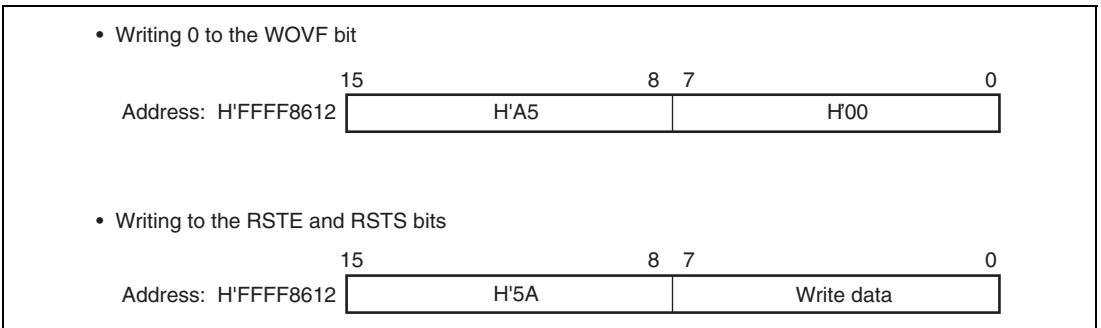 • Writing 0 to the WOVF bit
15 8 7 0
Address: H'FFFF8612 H'A5 H'00
• Writing to the RSTE and RSTS bits
15 8 7 0
Address: H'FFFF8612 H'5A Write data